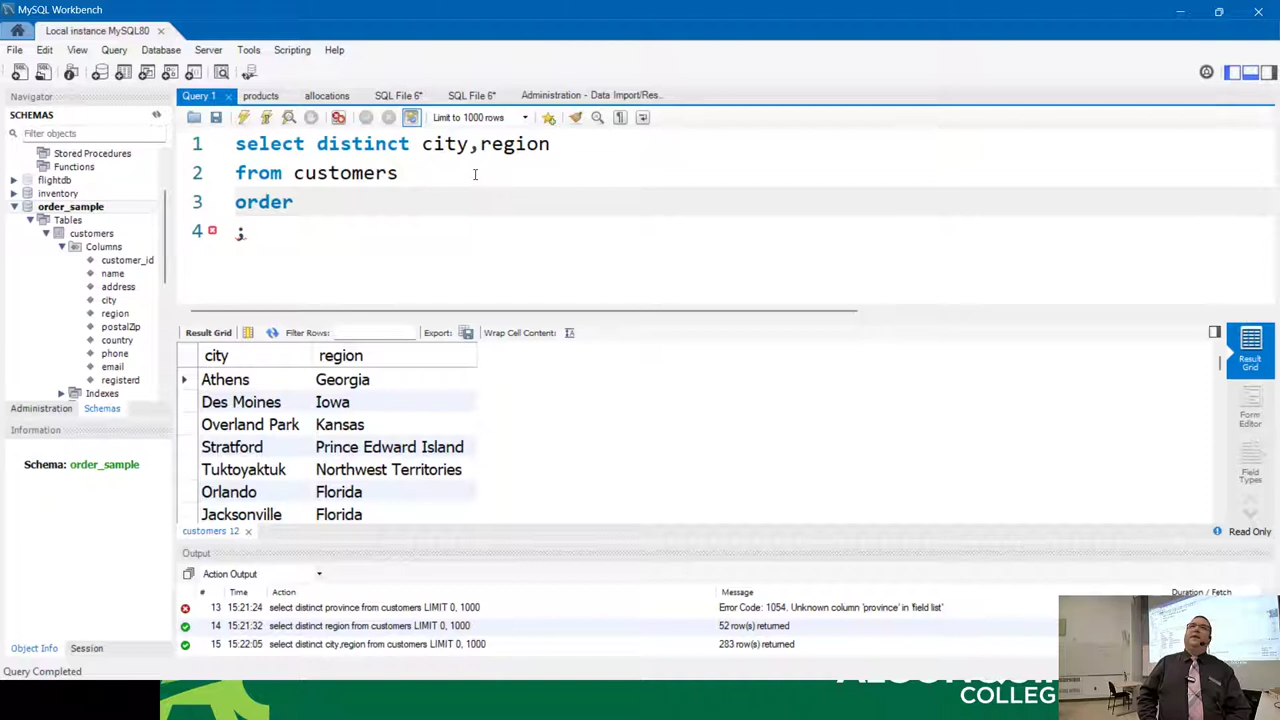 MySQL Workbench
Local instance MySQL80
File Edit View Query Database Server Tools Scripting Help
Navigator
SCHEMAS
Filter objects
Stored Procedures
Functions
flightdb
inventory
order_sample
Tables
customers
Columns
customer_id
name
address
city
region
postalZip
country
phone
email
registerd
Indexes
Administration Schemas
Information
Schema: order_sample
Object Info Session
Query Completed
Query 1 products allocations SQL File 6* SQL File 6* Administration - Data Import/Res...
Limit to 1000 rows
1 select distinct city,region
2 from customers
3 order
4 ;
Result Grid Filter Rows: Export: Wrap Cell Content:
city region
Athens Georgia
Des Moines Iowa
Overland Park Kansas
Stratford Prince Edward Island
Tuktoyaktuk Northwest Territories
Orlando Florida
Jacksonville Florida
Result Grid
Form Editor
Field Types
customers 12
Read Only
Output
Action Output
# Time Action Message Duration / Fetch
13 15:21:24 select distinct province from customers LIMIT 0, 1000 Error Code: 1054. Unknown column 'province' in 'field list'
14 15:21:32 select distinct region from customers LIMIT 0, 1000 52 row(s) returned
15 15:22:05 select distinct city,region from customers LIMIT 0, 1000 283 row(s) returned
COLLEG